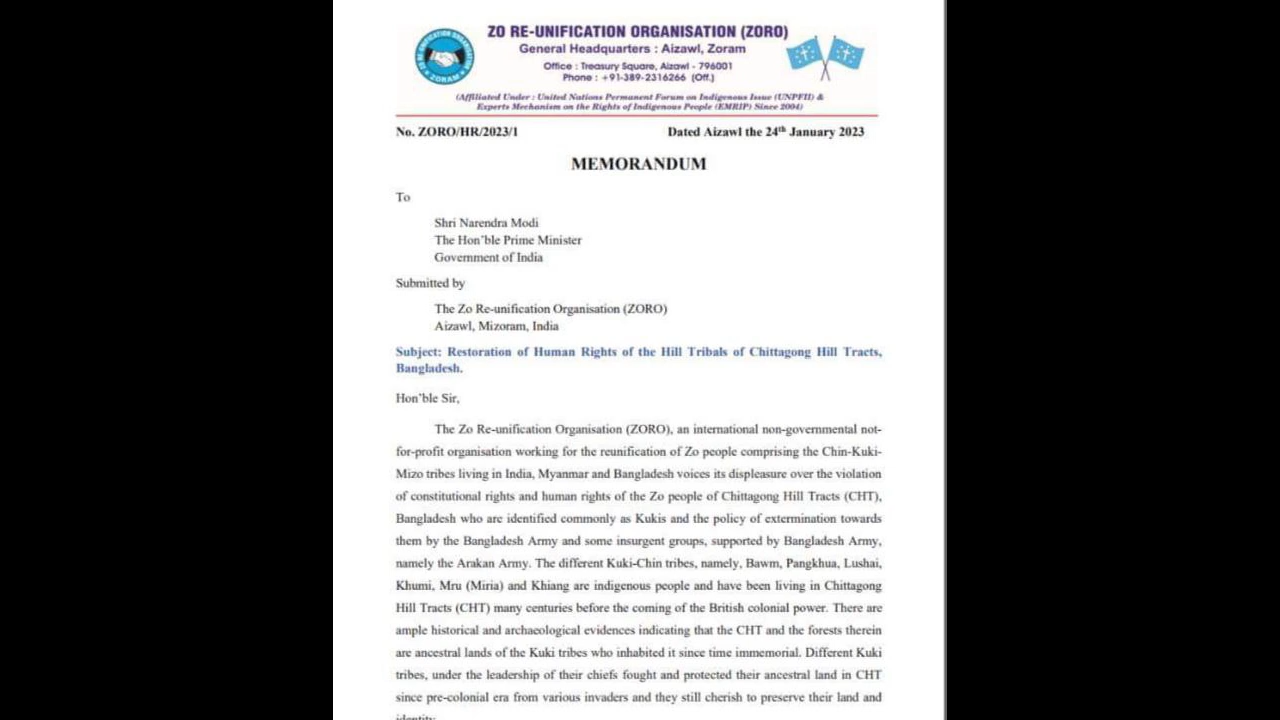 ZO RE-UNIFICATION ORGANISATION (ZORO)
General Headquarters : Aizawl, Zoram
Office : Treasury Square, Aizawl - 796001
Phone : +91-389-2316266 (Off.)
(Affiliated Under : United Nations Permanent Forum on Indigenous Issue (UNPFII) &
Experts Mechanism on the Rights of Indigenous People (EMRIP) Since 2004)
No. ZORO/HR/2023/1 Dated Aizawl the 24th January 2023
MEMORANDUM
To
Shri Narendra Modi
The Hon'ble Prime Minister
Government of India
Submitted by
The Zo Re-unification Organisation (ZORO)
Aizawl, Mizoram, India
Subject: Restoration of Human Rights of the Hill Tribals of Chittagong Hill Tracts,
Bangladesh.
Hon'ble Sir,
The Zo Re-unification Organisation (ZORO), an international non-governmental not-
for-profit organisation working for the reunification of Zo people comprising the Chin-Kuki-
Mizo tribes living in India, Myanmar and Bangladesh voices its displeasure over the violation
of constitutional rights and human rights of the Zo people of Chittagong Hill Tracts (CHT),
Bangladesh who are identified commonly as Kukis and the policy of extermination towards
them by the Bangladesh Army and some insurgent groups, supported by Bangladesh Army,
namely the Arakan Army. The different Kuki-Chin tribes, namely, Bawm, Pangkhua, Lushai,
Khumi, Mru (Miria) and Khiang are indigenous people and have been living in Chittagong
Hill Tracts (CHT) many centuries before the coming of the British colonial power. There are
ample historical and archaeological evidences indicating that the CHT and the forests therein
are ancestral lands of the Kuki tribes who inhabited it since time immemorial. Different Kuki
tribes, under the leadership of their chiefs fought and protected their ancestral land in CHT
since pre-colonial era from various invaders and they still cherish to preserve their land and
identity.